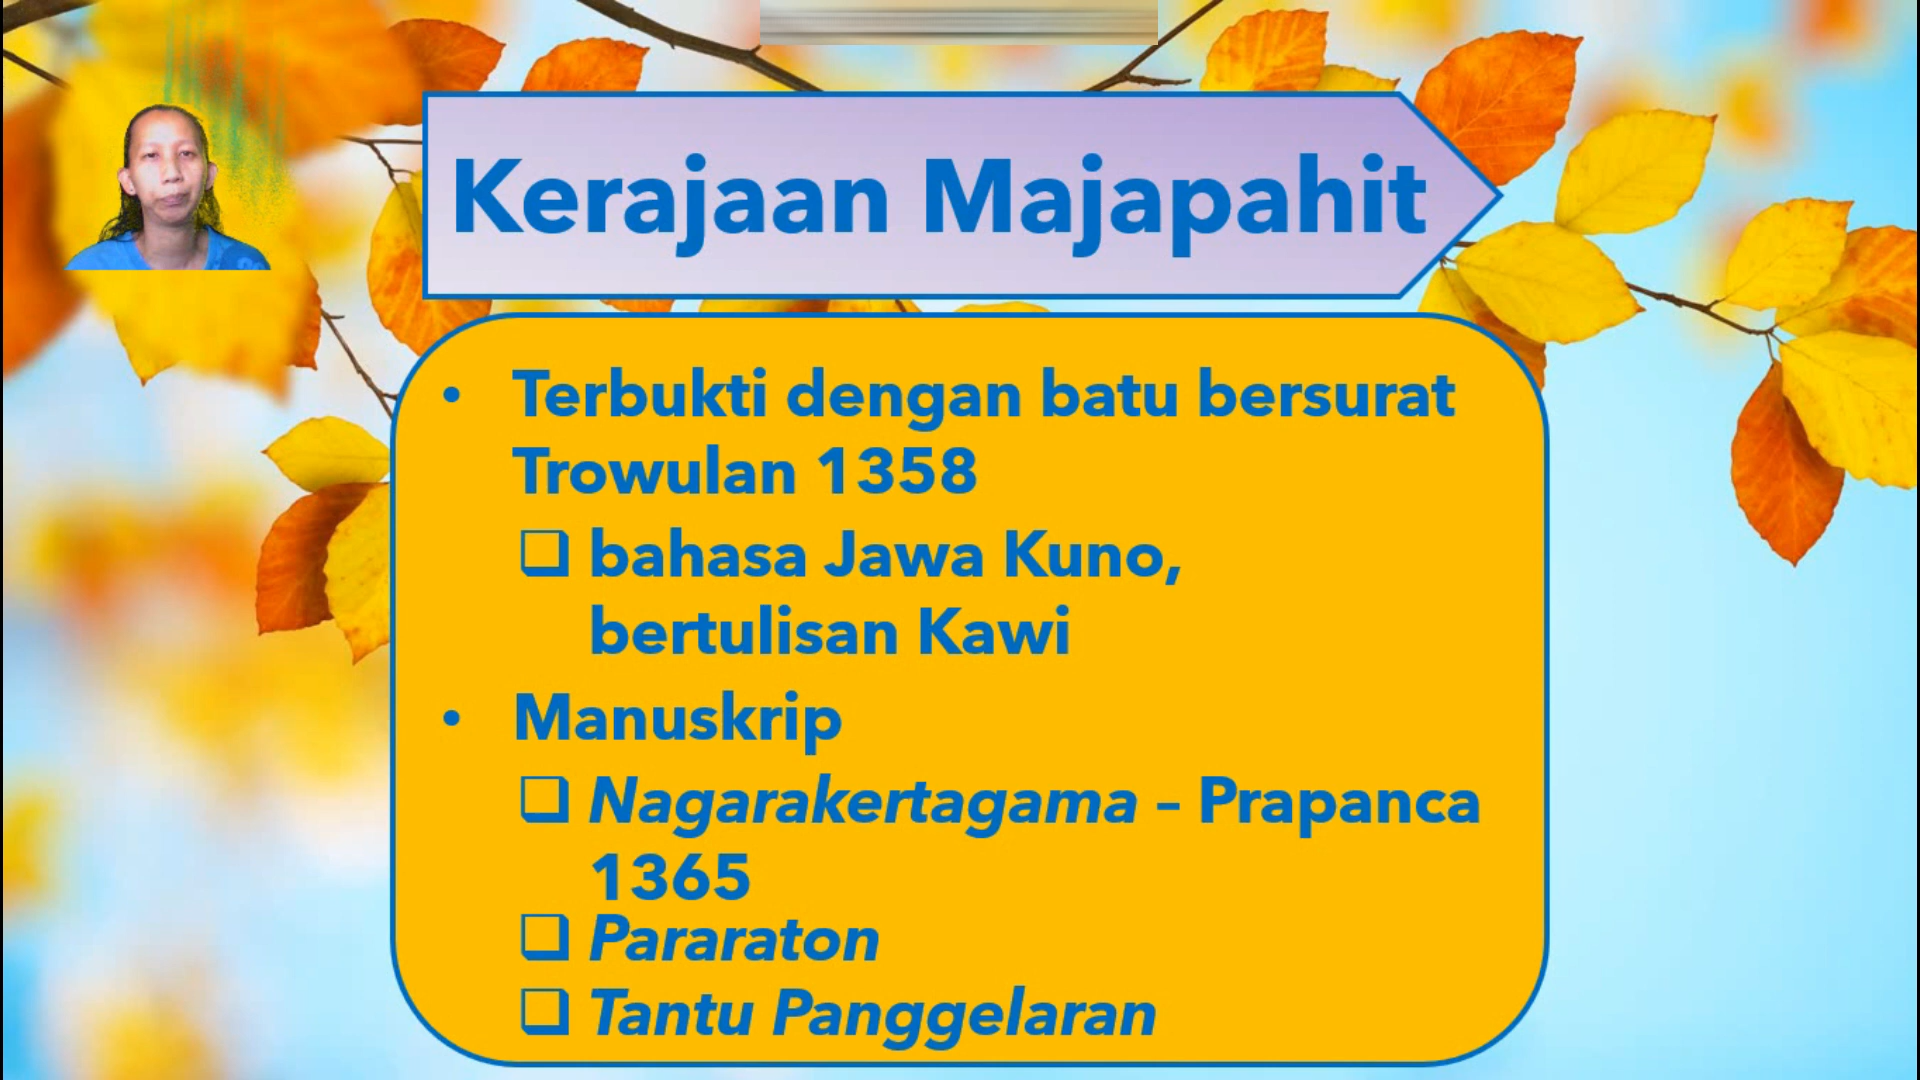 Kerajaan Majapahit
• Terbukti dengan batu bersurat
Trowulan 1358
❑ bahasa Jawa Kuno,
bertulisan Kawi
• Manuskrip
❑ Nagarakertagama – Prapanca
1365
❑ Pararaton
❑ Tantu Panggelaran